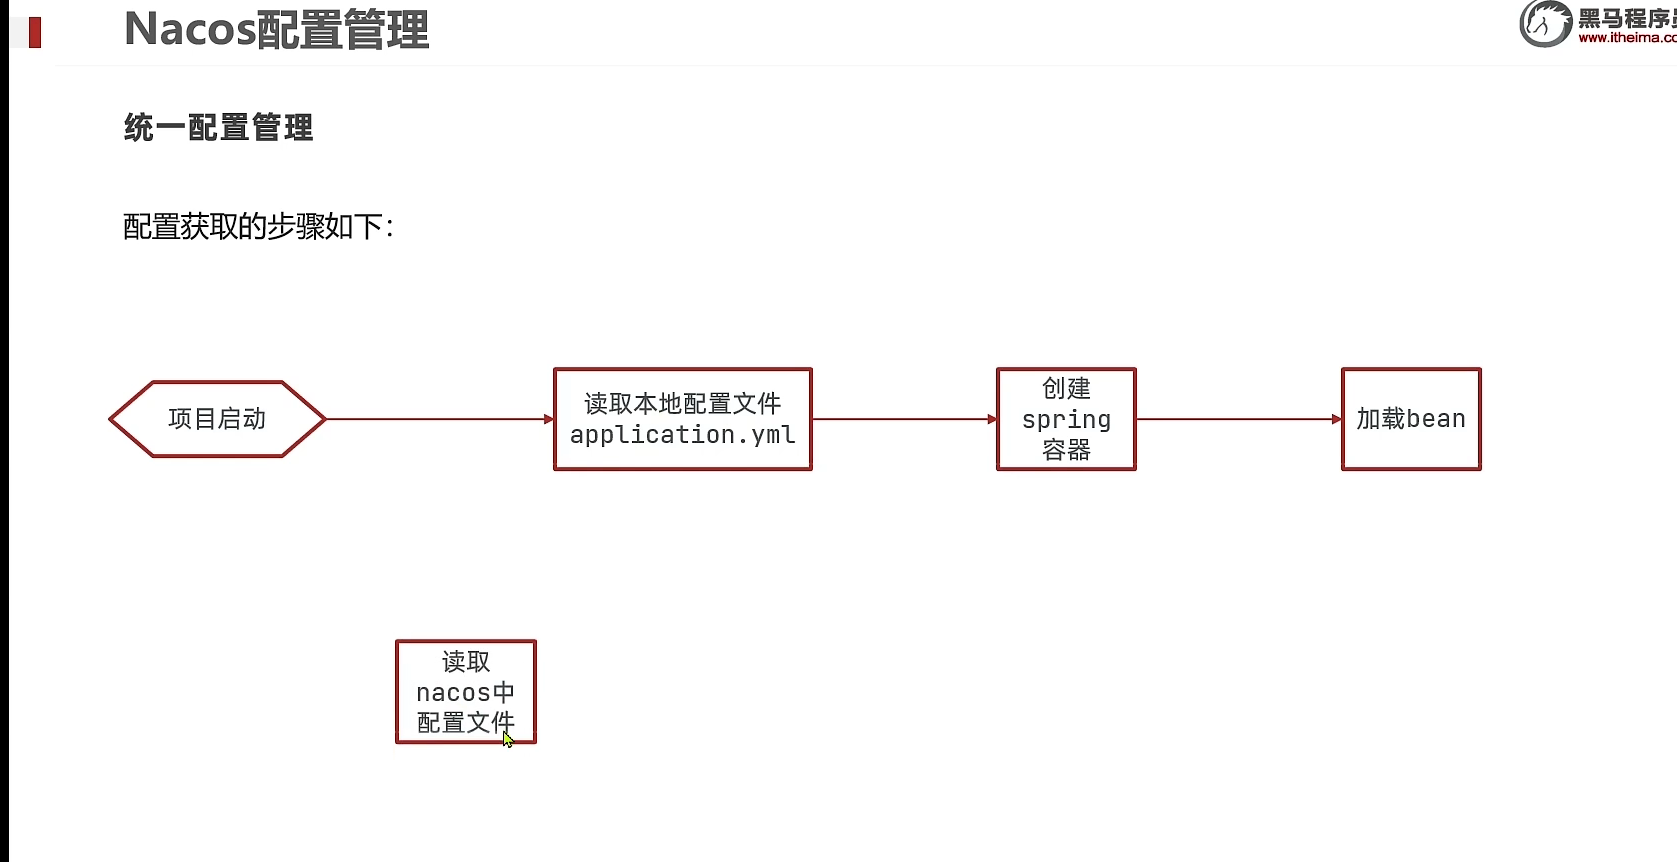 Nacos配置管理
黑马程序员
www.itheima.co
统一配置管理
配置获取的步骤如下：
项目启动
读取本地配置文件
application.yml
创建
spring
容器
加载bean
读取
nacos中
配置文件